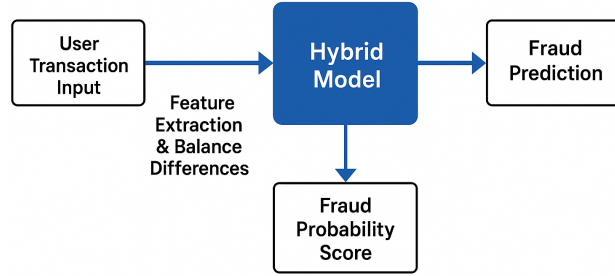 User
Transaction
Input
Feature
Extraction
& Balance
Differences
Hybrid
Model
Fraud
Prediction
Fraud
Probability
Score